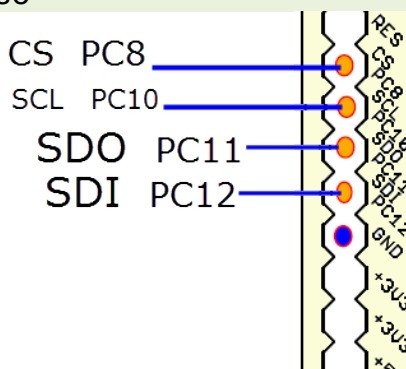 CS PC8
SCL PC10
SDO PC11
SDI PC12
RES
CS
PC8
SCL
PC10
SDO
PC11
SDI
PC12
GND
+3V3
+3V3